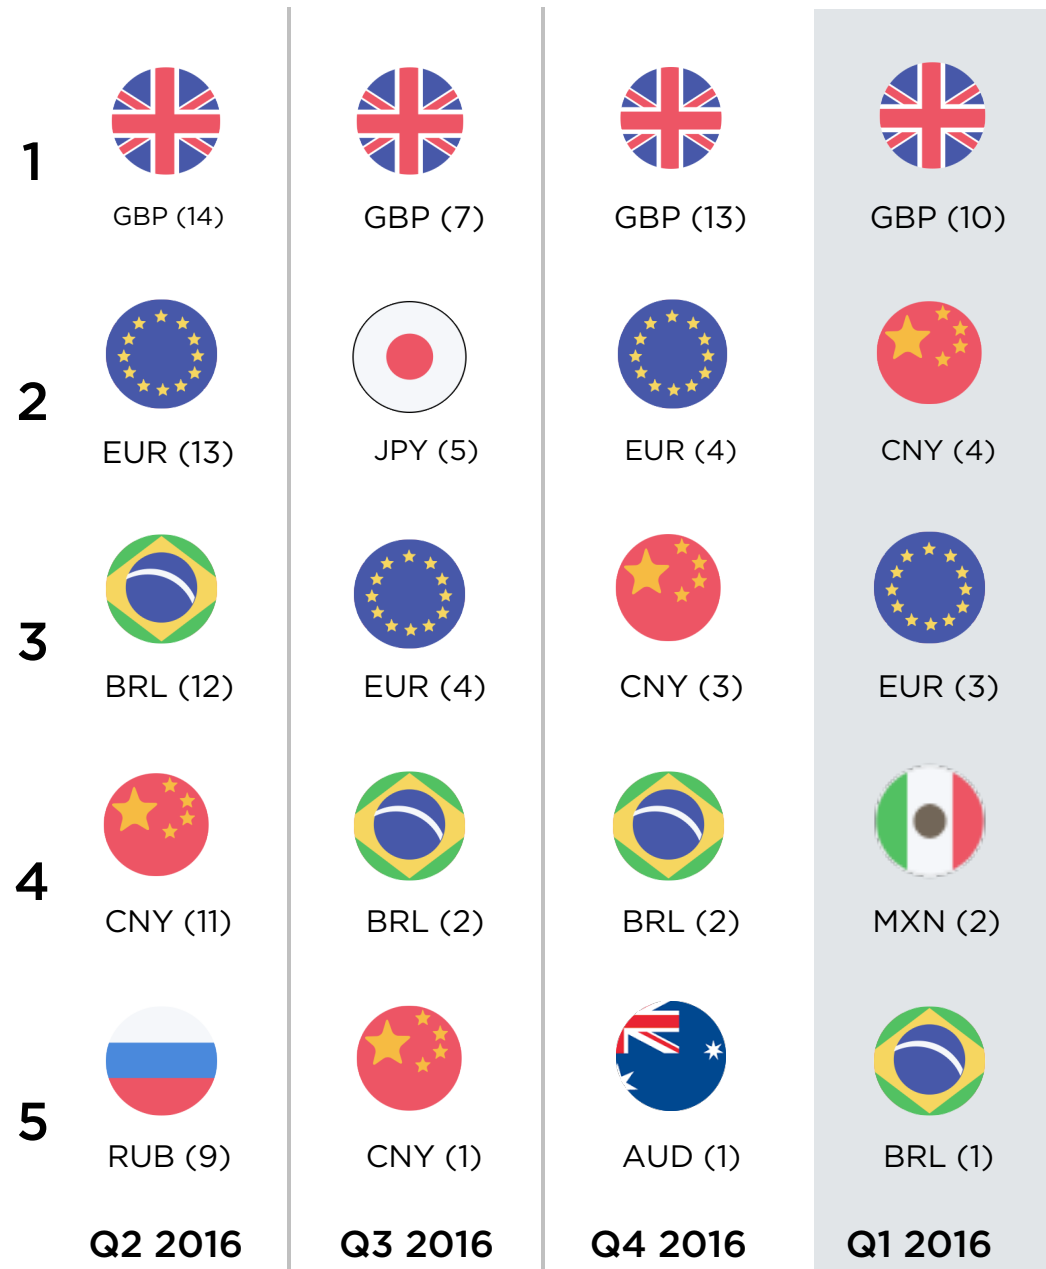 1
GBP (14)
GBP (7)
GBP (13)
GBP (10)
2
EUR (13)
JPY (5)
EUR (4)
CNY (4)
3
BRL (12)
EUR (4)
CNY (3)
EUR (3)
4
CNY (11)
BRL (2)
BRL (2)
MXN (2)
5
RUB (9)
CNY (1)
AUD (1)
BRL (1)
Q2 2016
Q3 2016
Q4 2016
Q1 2016